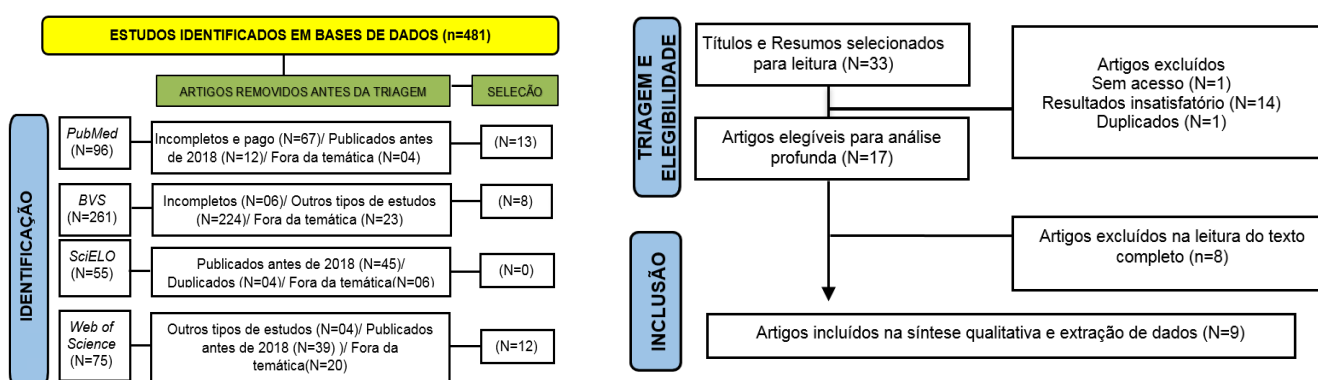 ESTUDOS IDENTIFICADOS EM BASES DE DADOS (n=481)
ARTIGOS REMOVIDOS ANTES DA TRIAGEM
SELECÃO
IDENTIFICAÇÃO
PubMed
(N=96)
Incompletos e pago (N=67)/ Publicados
antes de 2018 (N=12)/ Fora da temática (N=04)
(N=13)
BVS
(N=261)
Incompletos (N=06)/ Outros tipos de estudos
(N=224)/ Fora da temática (N=23)
(N=8)
SciELO
(N=55)
Publicados antes de 2018 (N=45)/
Duplicados (N=04)/ Fora da temática(N=06)
(N=0)
Web of
Science
(N=75)
Outros tipos de estudos (N=04)/ Publicados
antes de 2018 (N=39) )/ Fora da
temática(N=20)
(N=12)
TRIAGEM E
ELEGIBILIDADE
Títulos e Resumos selecionados
para leitura (N=33)
Artigos excluídos
Sem acesso (N=1)
Resultados insatisfatório (N=14)
Duplicados (N=1)
Artigos elegíveis para análise
profunda (N=17)
INCLUSÃO
Artigos excluídos na leitura do texto
completo (n=8)
Artigos incluídos na síntese qualitativa e extração de dados (N=9)